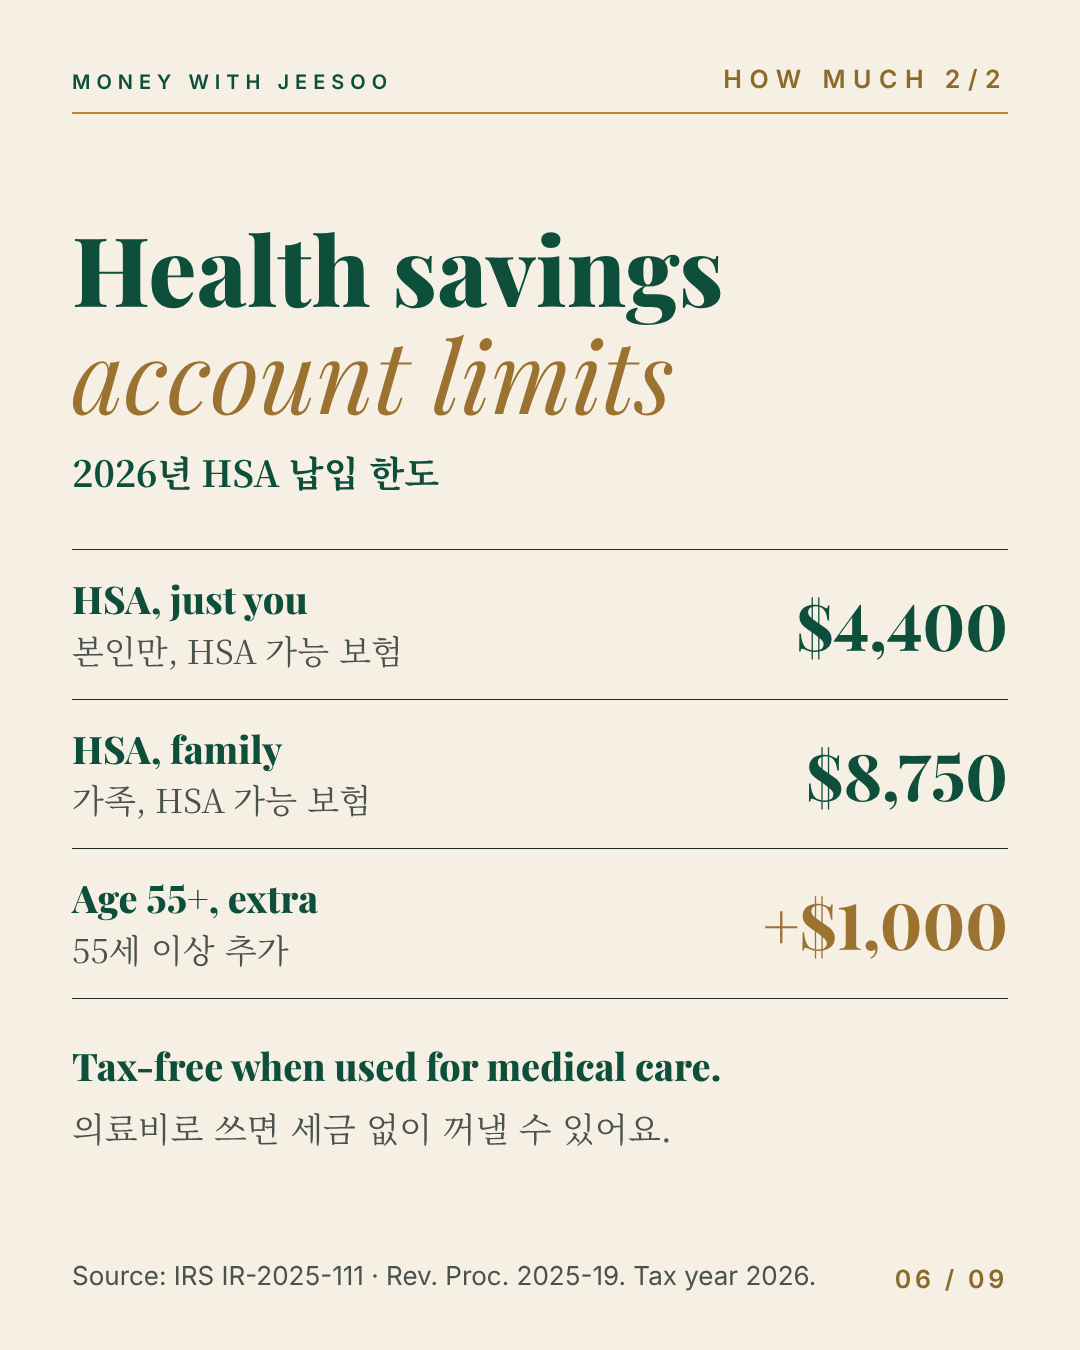 MONEY WITH JEESOO
HOW MUCH 2/2
Health savings
account limits
2026년 HSA 납입 한도
HSA, just you
본인만, HSA 가능 보험
$4,400
HSA, family
가족, HSA 가능 보험
$8,750
Age 55+, extra
55세 이상 추가
+$1,000
Tax-free when used for medical care.
의료비로 쓰면 세금 없이 꺼낼 수 있어요.
Source: IRS IR-2025-111 · Rev. Proc. 2025-19. Tax year 2026.
06 / 09